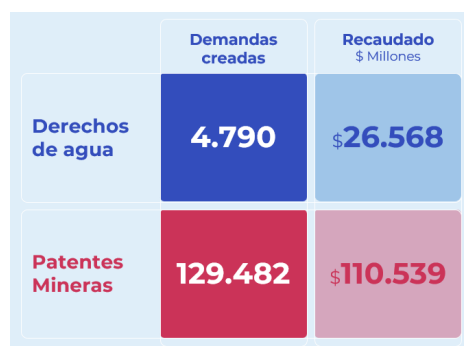 Demandas
creadas
Recaudado
$ Millones
Derechos
de agua
4.790
$26.568
Patentes
Mineras
129.482
$110.539